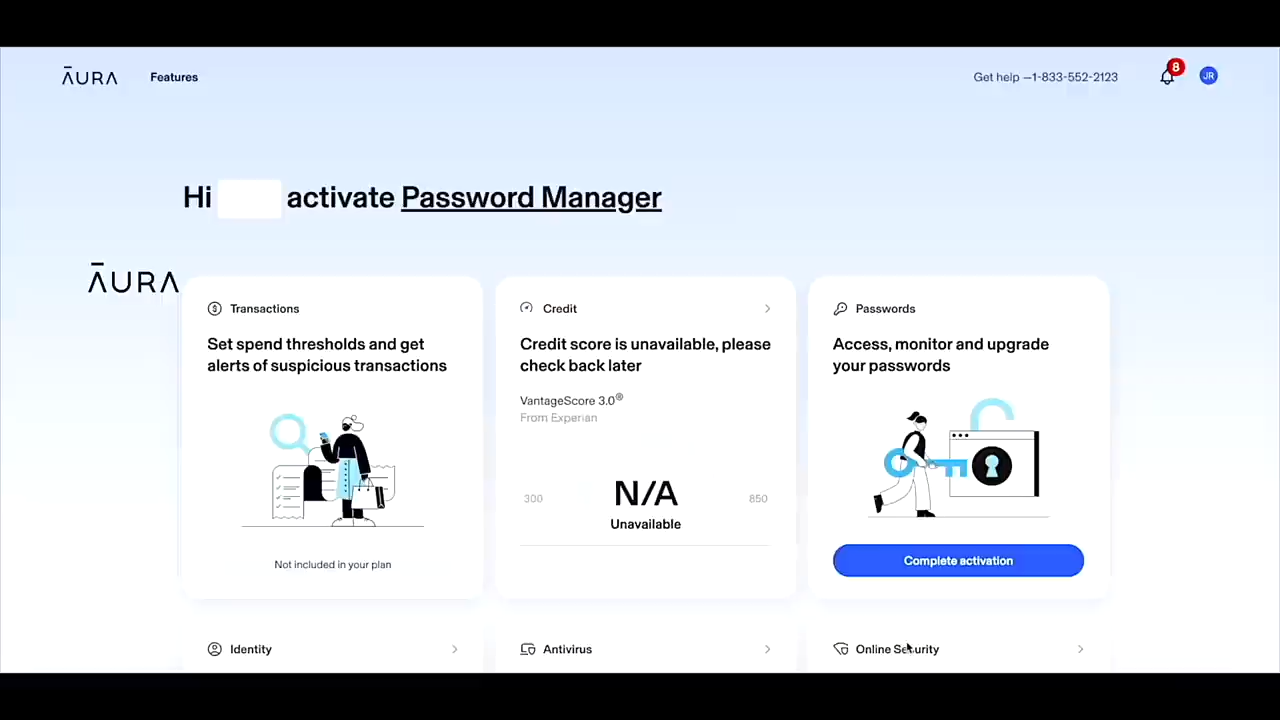 ĀURA
Features
Get help —1-833-552-2123
8
JR
Hi activate Password Manager
ĀURA
Transactions
Set spend thresholds and get
alerts of suspicious transactions
Not included in your plan
Credit
Credit score is unavailable, please
check back later
VantageScore 3.0®
From Experian
300
N/A
850
Unavailable
Passwords
Access, monitor and upgrade
your passwords
Complete activation
Identity
Antivirus
Online Security